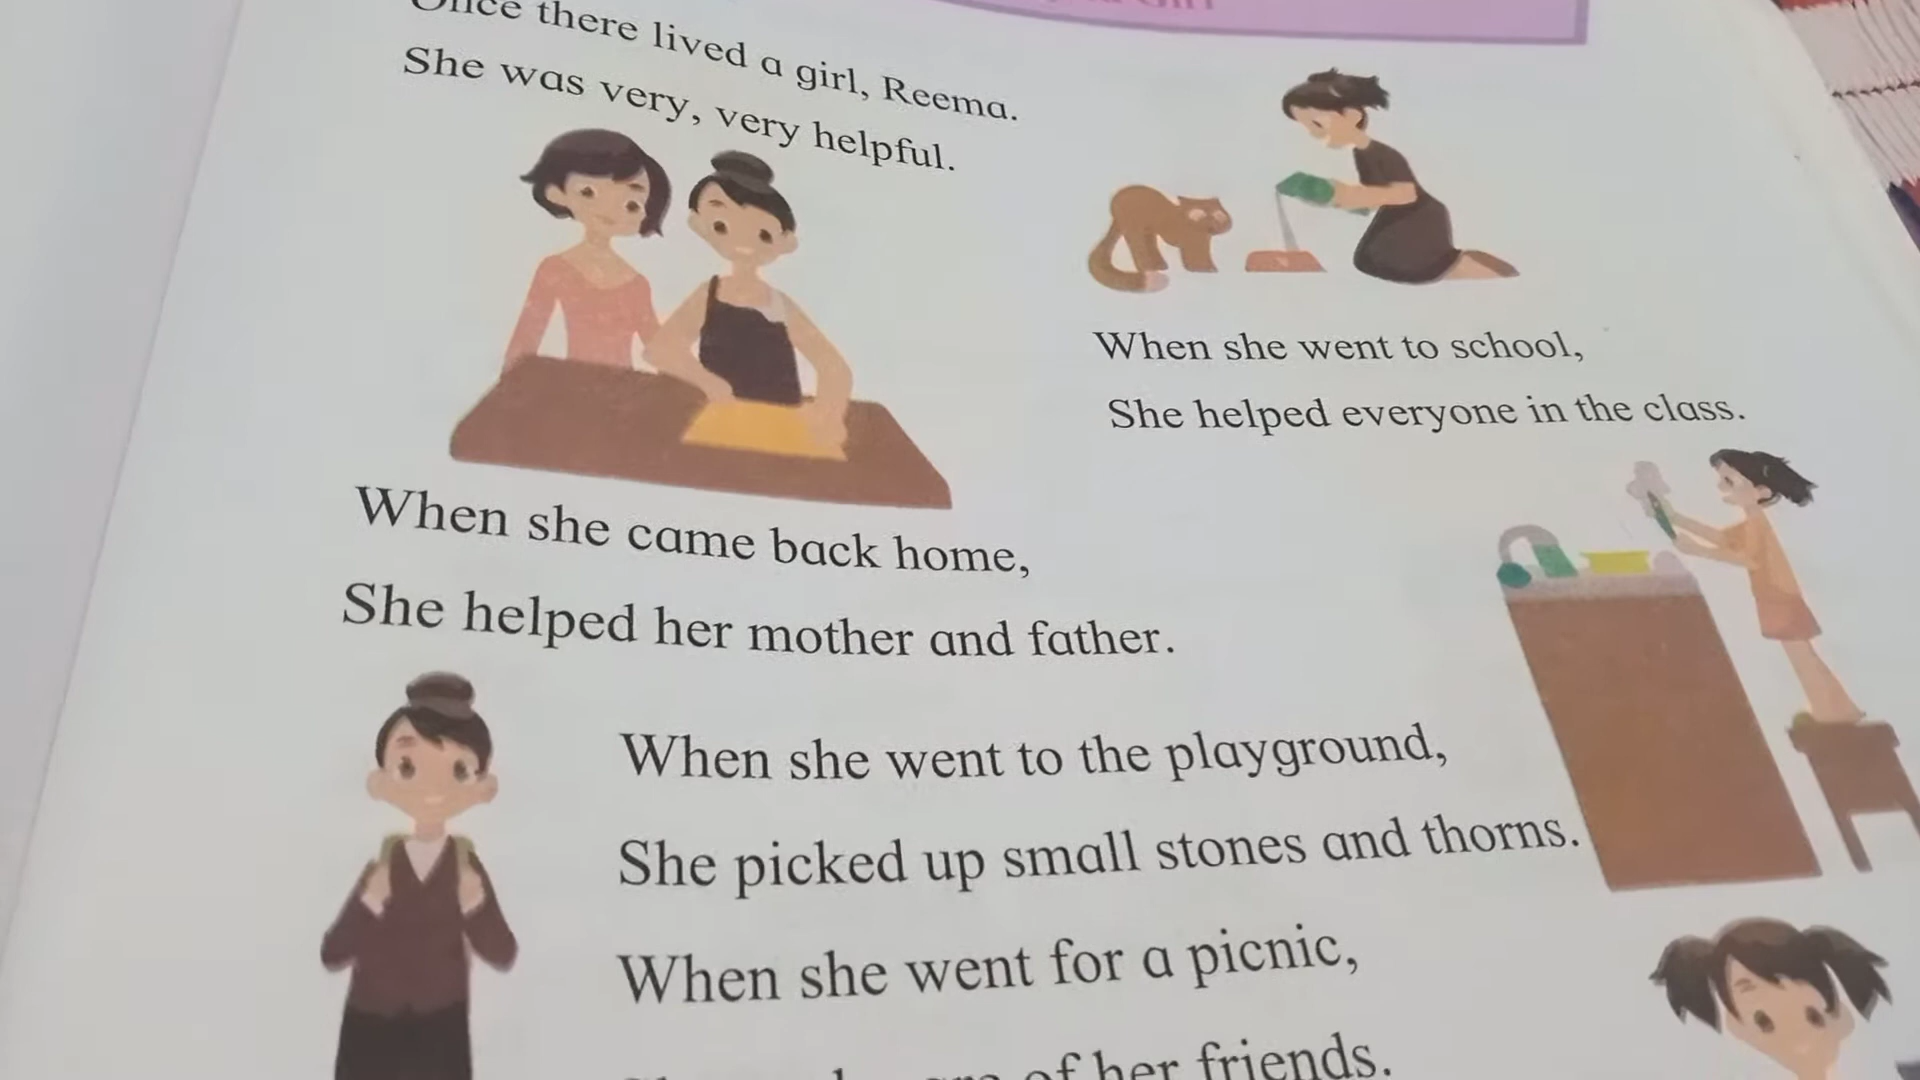 Once there lived a girl, Reema.
She was very, very helpful.
When she went to school,
She helped everyone in the class.
When she came back home,
She helped her mother and father.
When she went to the playground,
She picked up small stones and thorns.
When she went for a picnic,
of her friends.